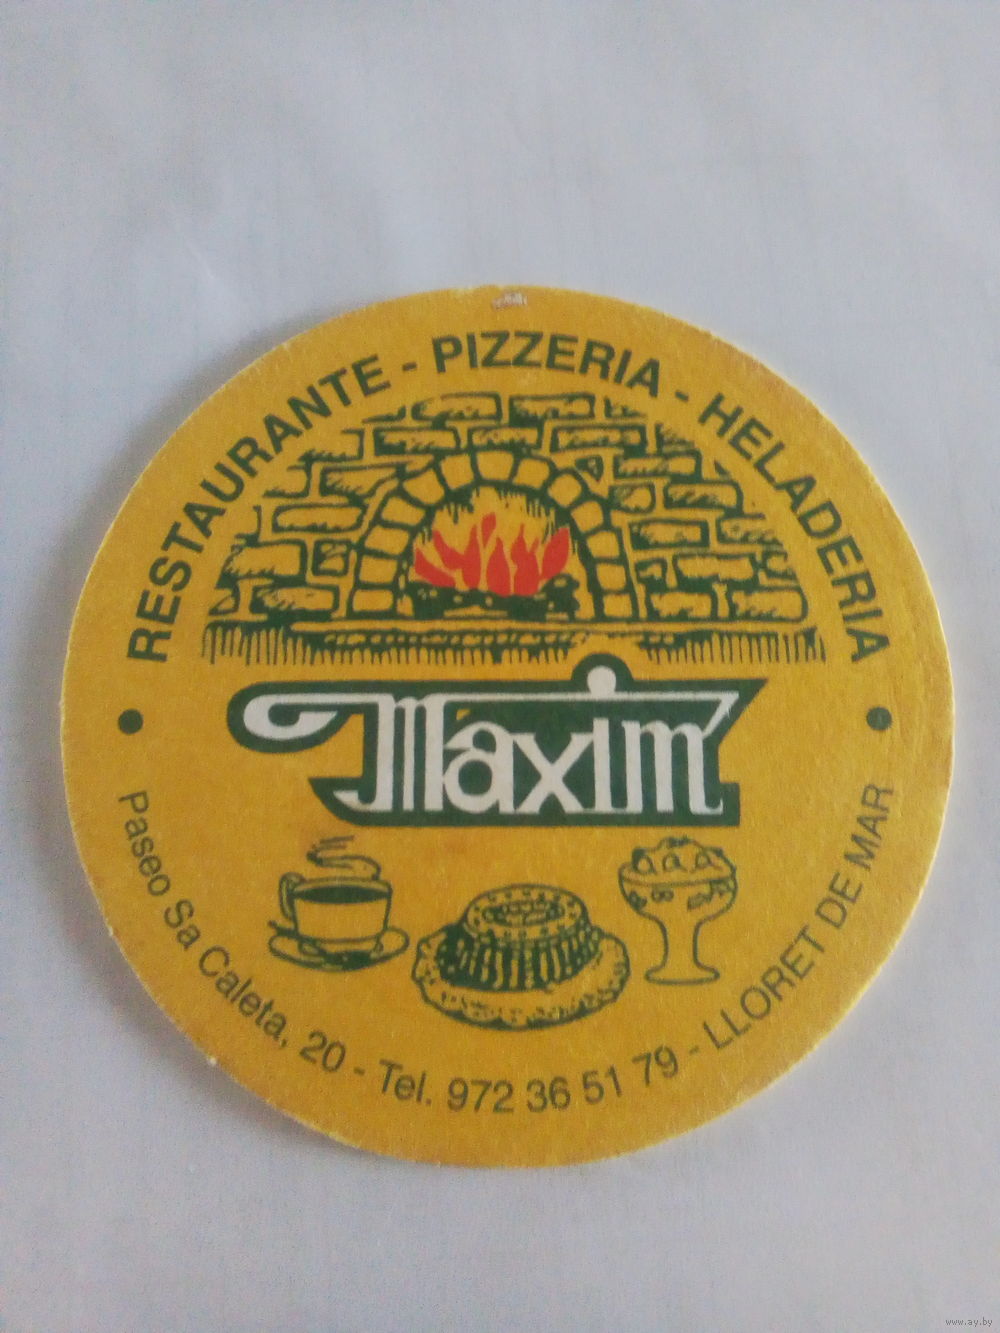 RESTAURANTE - PIZZERIA - HELADERIA
Maxim
Paseo Sa Caleta, 20 - Tel. 972 36 51 79 - LLORET DE MAR
www.ay.by